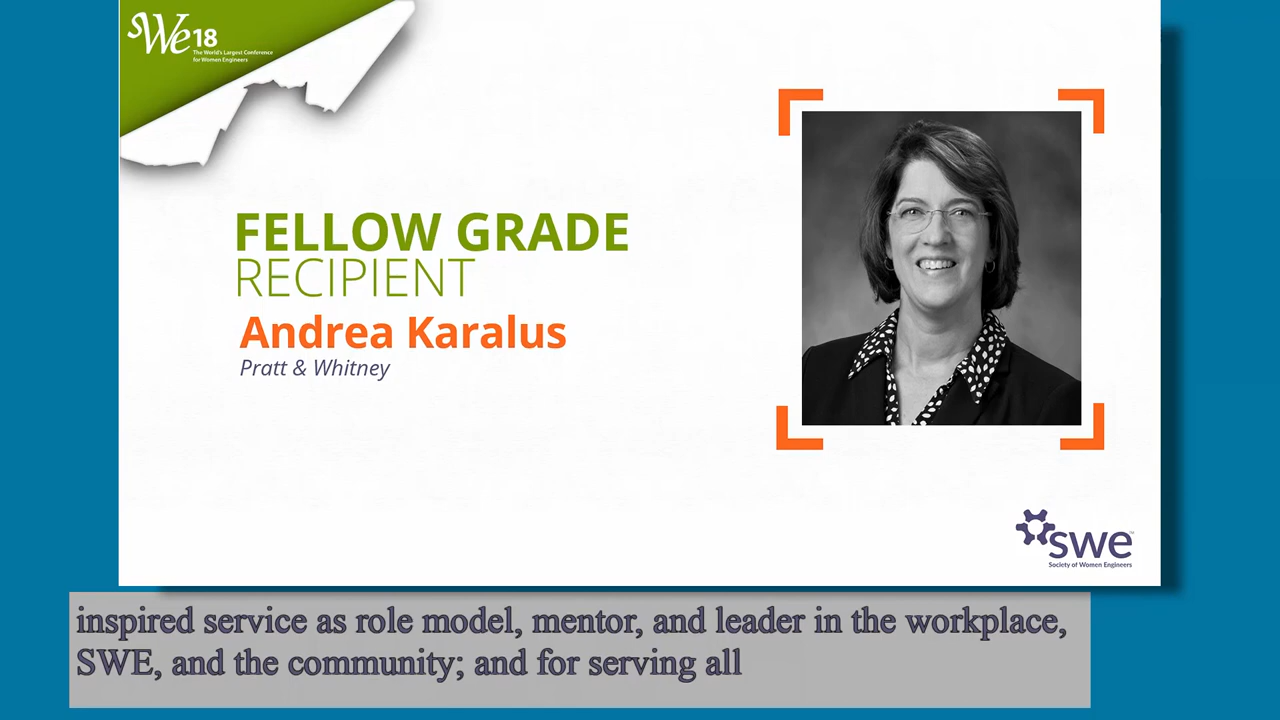 SWe18
The World's Largest Conference
for Women Engineers
FELLOW GRADE
RECIPIENT
Andrea Karalus
Pratt & Whitney
swe
Society of Women Engineers
inspired service as role model, mentor, and leader in the workplace,
SWE, and the community; and for serving all